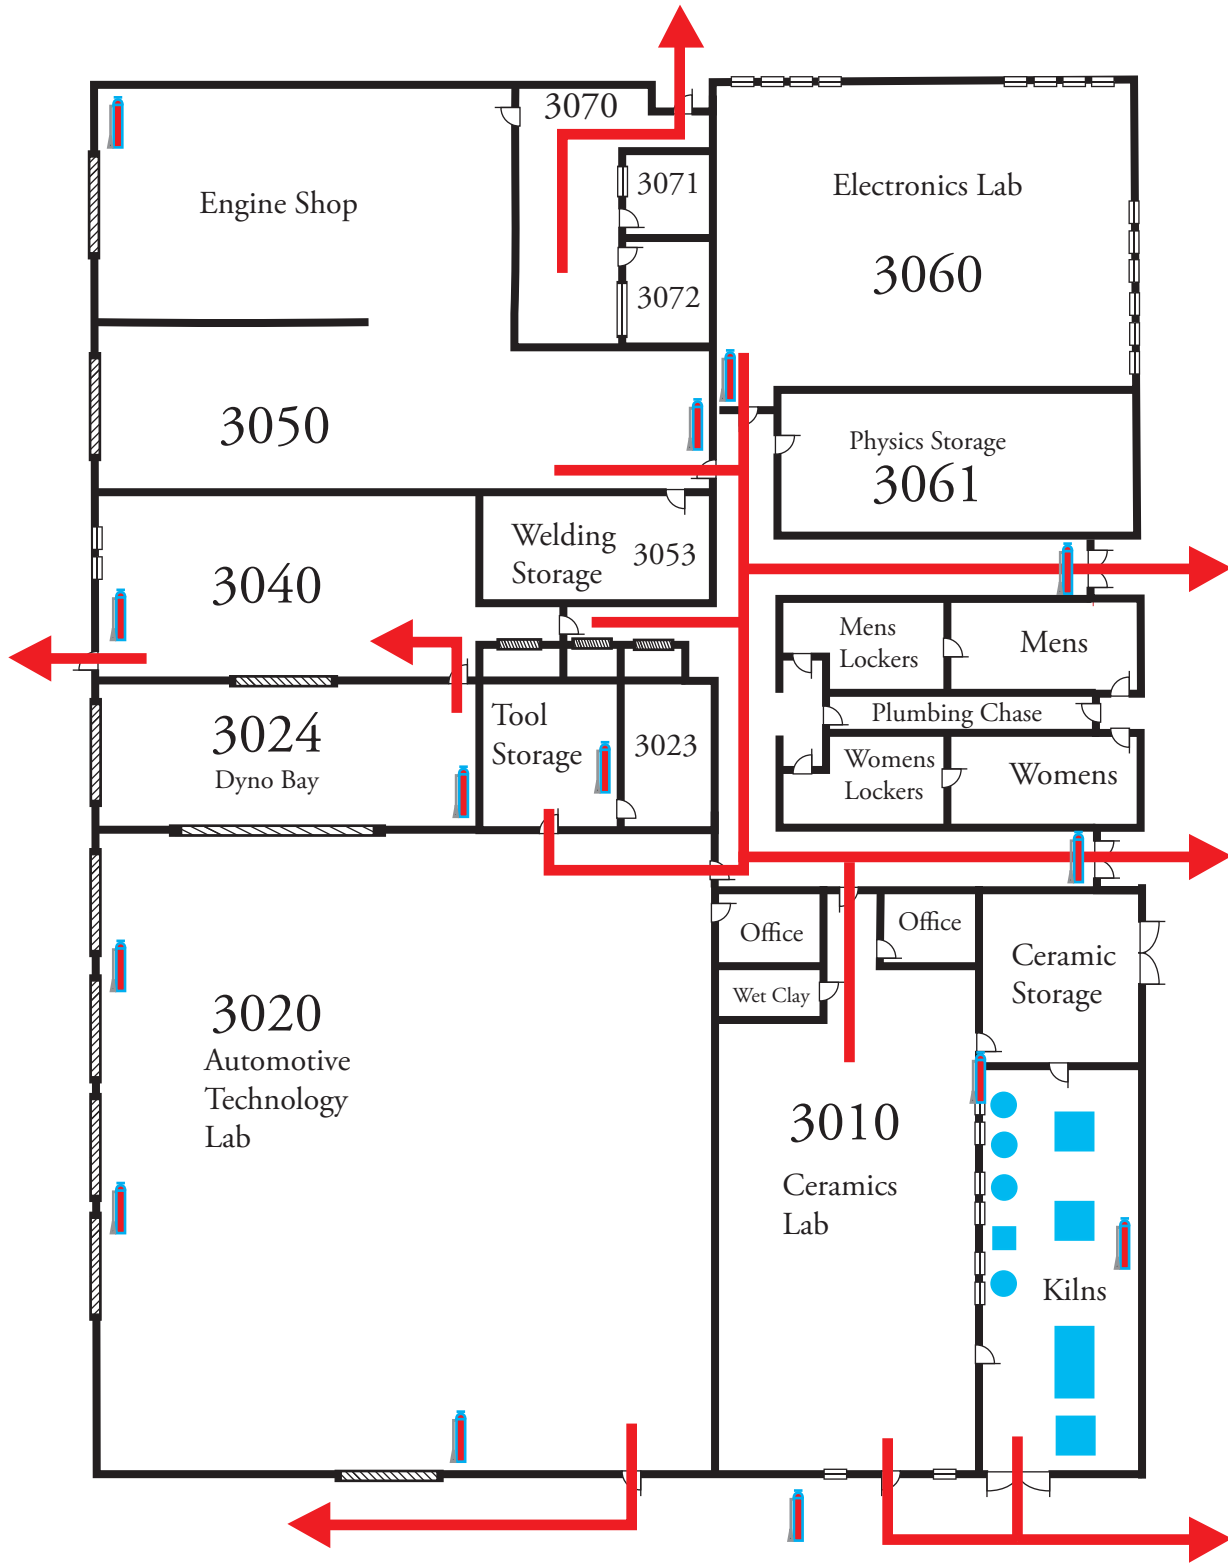 3070
3071
Engine Shop
Electronics Lab
3060
3072
3050
Physics Storage
3061
Welding
Storage
3053
3040
Mens
Lockers
Mens
Plumbing Chase
Tool
Storage
3023
3024
Dyno Bay
Womens
Lockers
Womens
Office
Office
Wet Clay
Ceramic
Storage
3020
Automotive
Technology
Lab
3010
Ceramics
Lab
Kilns